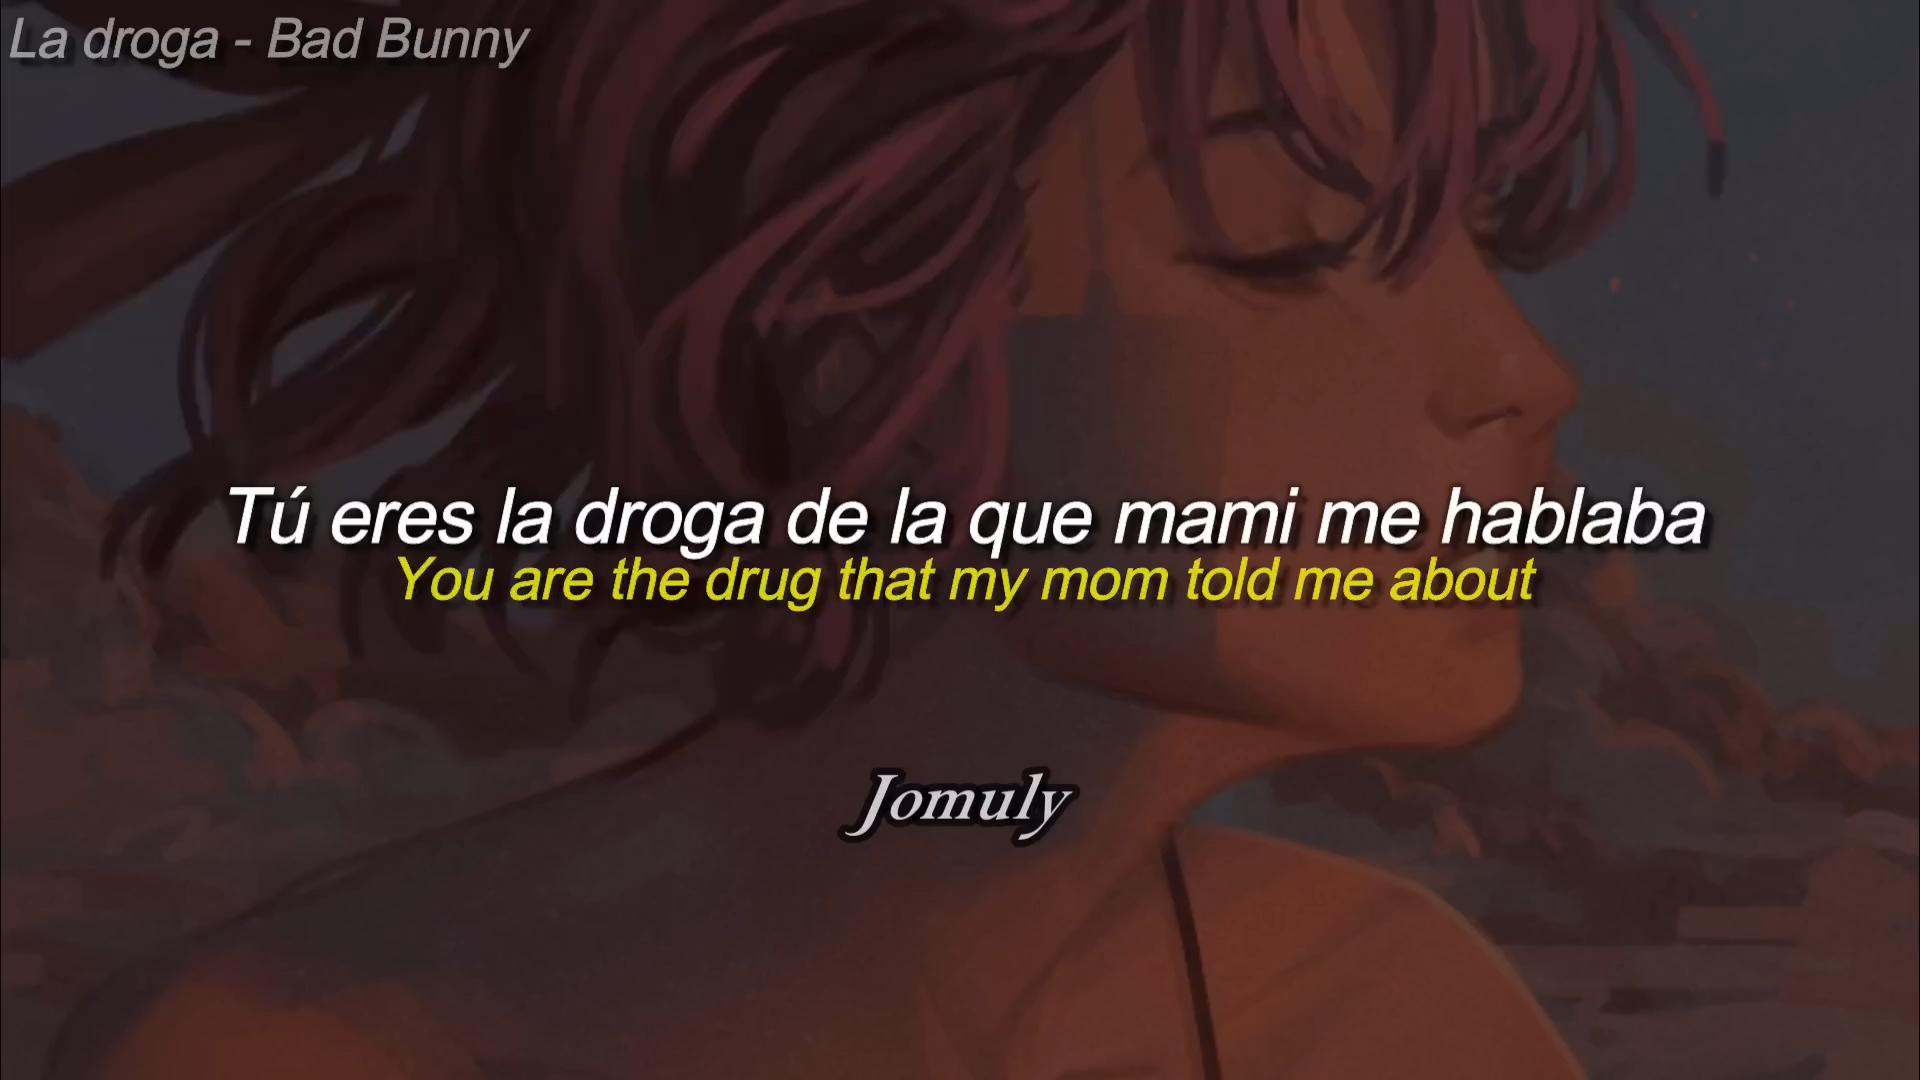 La droga - Bad Bunny
Tú eres la droga de la que mami me hablaba
You are the drug that my mom told me about
Jomuly